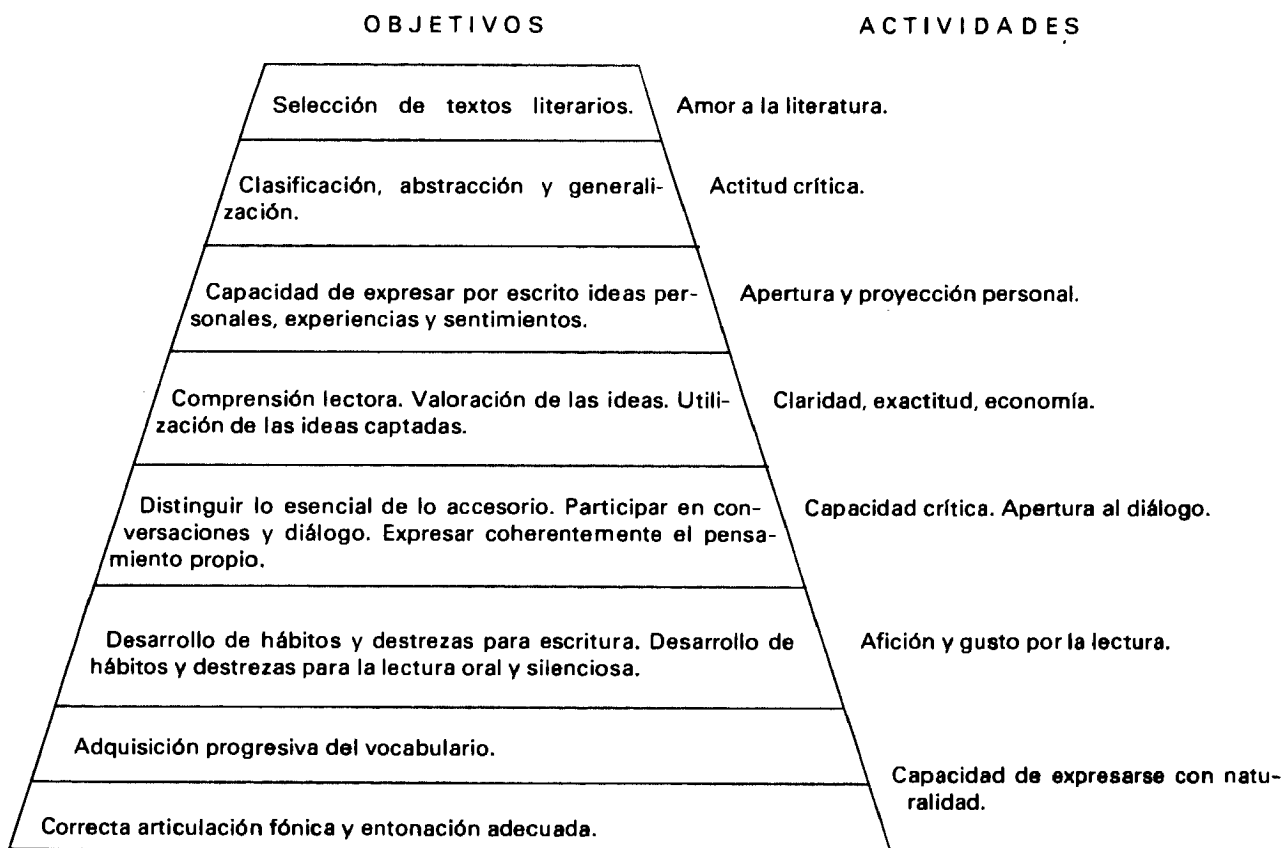 OBJETIVOS
ACTIVIDADES
Selección de textos literarios.
Amor a la literatura.
Clasificación, abstracción y generali-
zación.
Actitud crítica.
Capacidad de expresar por escrito ideas per-
sonales, experiencias y sentimientos.
Apertura y proyección personal.
Comprensión lectora. Valoración de las ideas. Utili-
zación de las ideas captadas.
Claridad, exactitud, economía.
Distinguir lo esencial de lo accesorio. Participar en con-
versaciones y diálogo. Expresar coherentemente el pensa-
miento propio.
Capacidad crítica. Apertura al diálogo.
Desarrollo de hábitos y destrezas para escritura. Desarrollo de
hábitos y destrezas para la lectura oral y silenciosa.
Afición y gusto por la lectura.
Adquisición progresiva del vocabulario.
Capacidad de expresarse con natu-
ralidad.
Correcta articulación fónica y entonación adecuada.